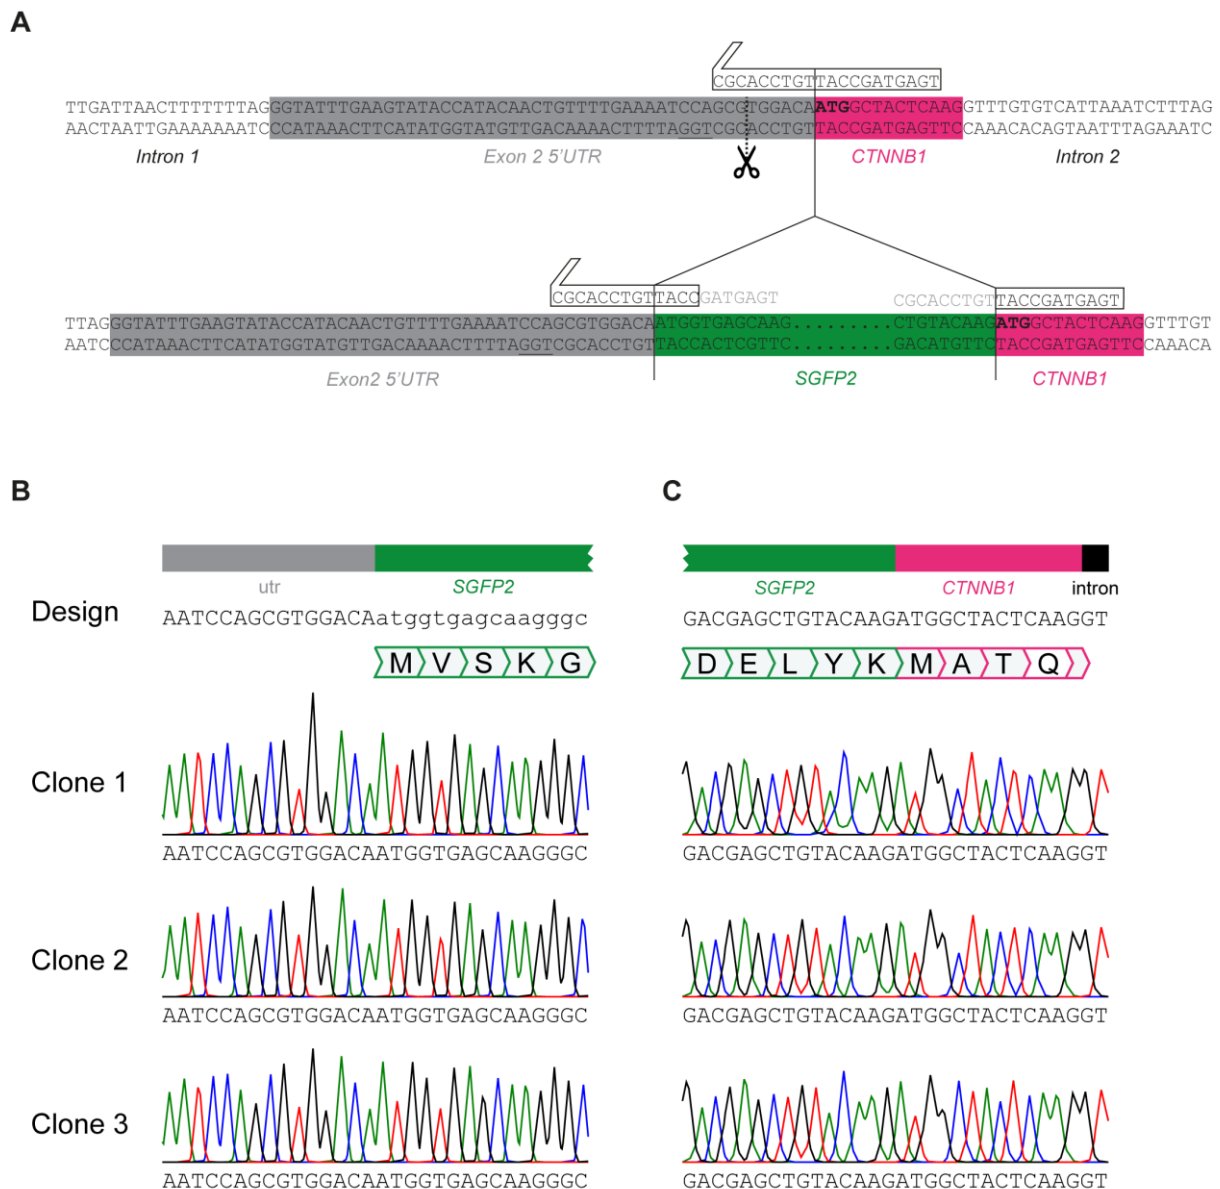 A
CGCACCTGTTACCGATGAGT
TTGATTAACTTTTTTTAGGGTATTTGAAGTATACCATACAACTGTTTTGAAAATCCAGCGTGGACAATGGCTACTCAAGGTTTGTGTCATTAAATCTTTAG
AACTAATTGAAAAAAATCCCATAAACTTCATATGGTATGTTGACAAAACTTTTAGGTCGCACCTGTTACCGATGAGTTCCAAACACAGTAATTTAGAAATC
Intron 1 Exon 2 5'UTR CTNNB1 Intron 2
CGCACCTGTTACCGATGAGT CGCACCTGTTACCGATGAGT
TTAGGGTATTTGAAGTATACCATACAACTGTTTTGAAAATCCAGCGTGGACAATGGTGAGCAAG.........CTGTACAAGATGGCTACTCAAGGTTTGT
AATCCCATAAACTTCATATGGTATGTTGACAAAACTTTTAGGTCGCACCTGTTACCACTCGTTC.........GACATGTTCTACCGATGAGTTCCAAACA
Exon2 5'UTR SGFP2 CTNNB1
B C
utr SGFP2 SGFP2 CTNNB1 intron
Design AATCCAGCGTGGACAatggtgagcaagggc GACGAGCTGTACAAGATGGCTACTCAAGGT
M V S K G D E L Y K M A T Q
Clone 1
AATCCAGCGTGGACAATGGTGAGCAAGGGC GACGAGCTGTACAAGATGGCTACTCAAGGT
Clone 2
AATCCAGCGTGGACAATGGTGAGCAAGGGC GACGAGCTGTACAAGATGGCTACTCAAGGT
Clone 3
AATCCAGCGTGGACAATGGTGAGCAAGGGC GACGAGCTGTACAAGATGGCTACTCAAGGT